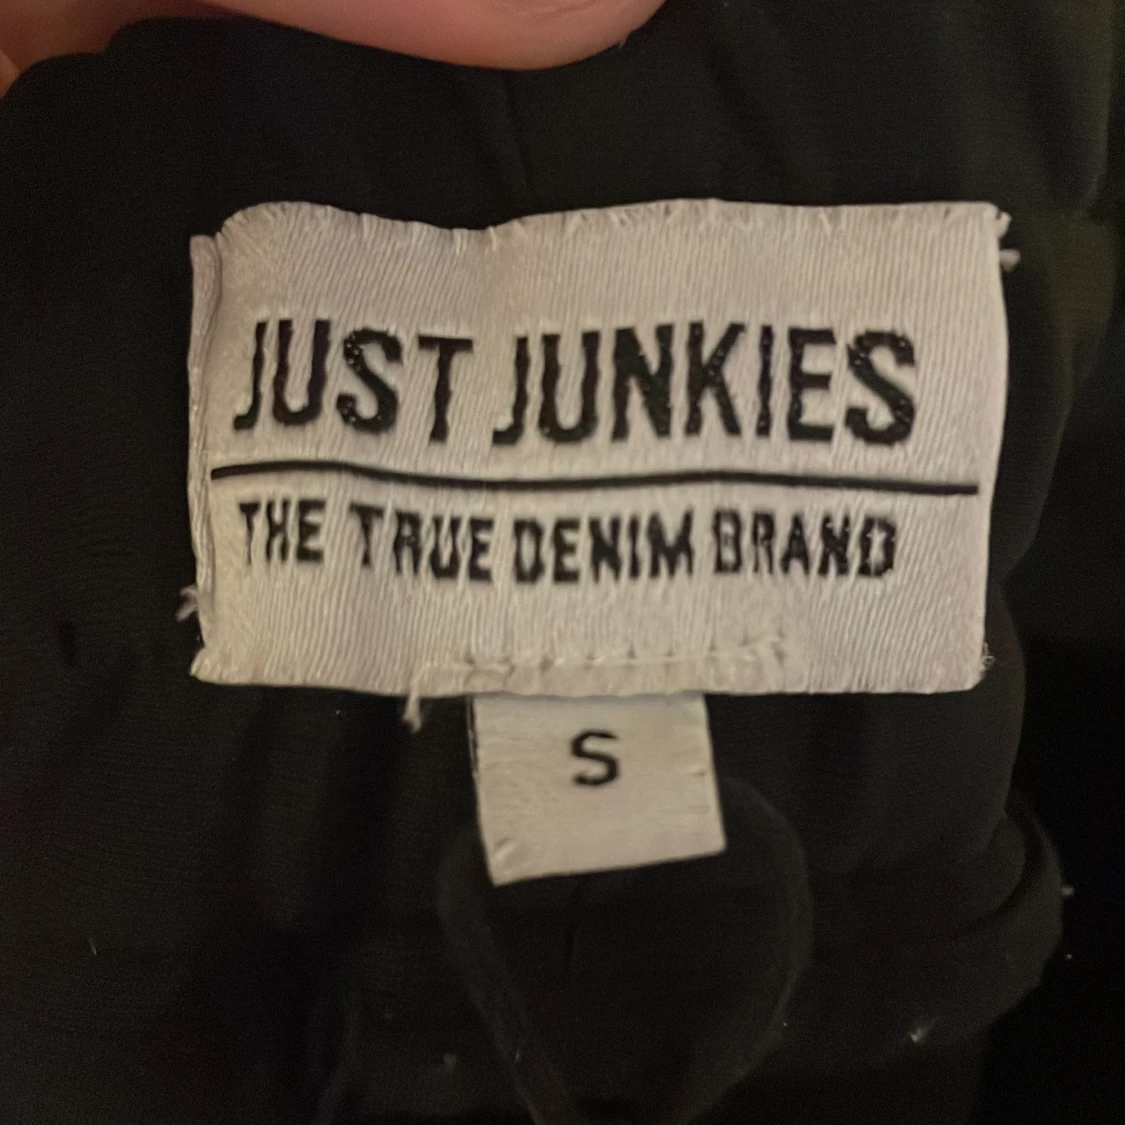 JUST JUNKIES
THE TRUE DENIM BRAND
S